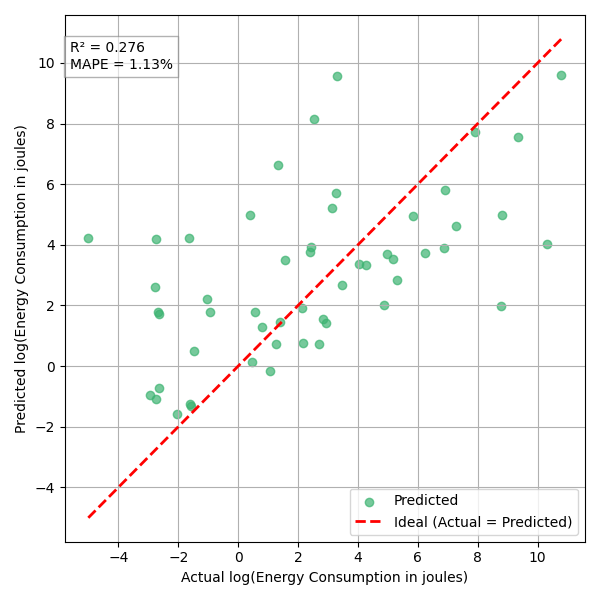 R² = 0.276
MAPE = 1.13%
Predicted log(Energy Consumption in joules)
10
8
6
4
2
0
−2
−4
−4
−2
0
2
4
6
8
10
Predicted
Ideal (Actual = Predicted)
Actual log(Energy Consumption in joules)